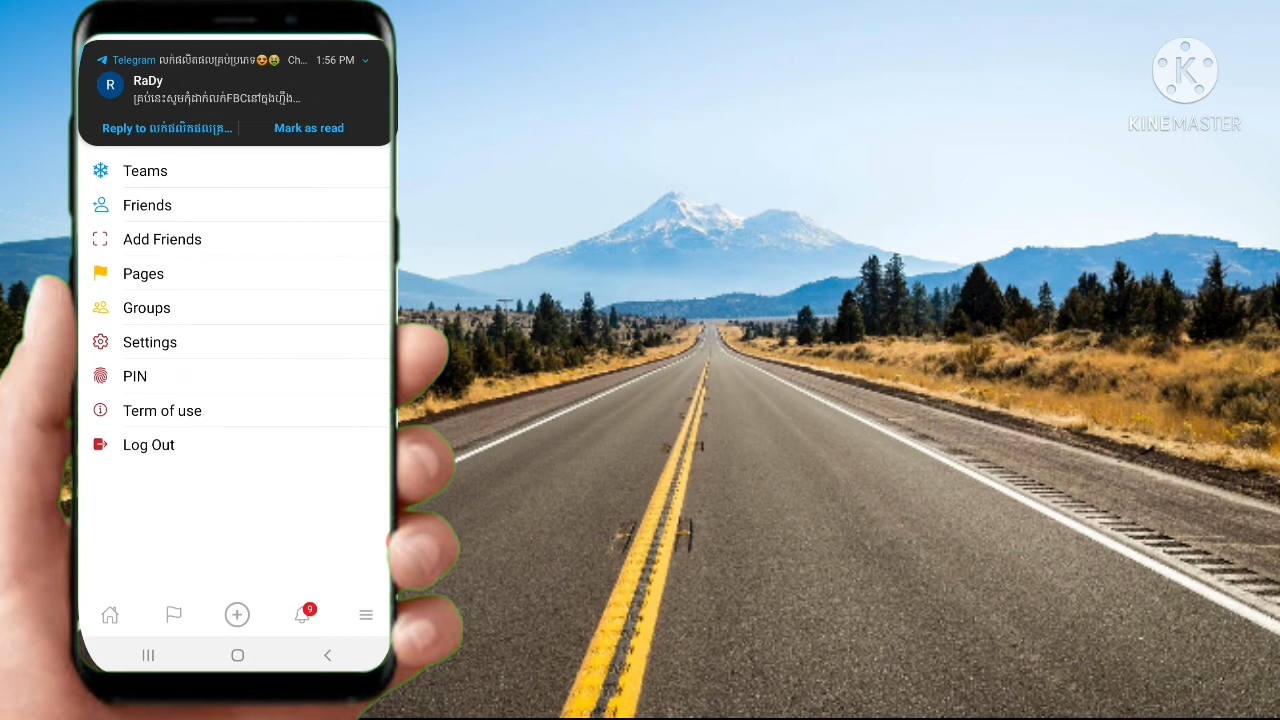 Telegram លក់ផលិតផលគ្រប់ប្រភេទ😍🤑 Ch... 1:56 PM
R
RaDy
គ្រប់នេះសូមកុំដាក់លក់FBCនៅក្នុងហ្នឹង...
Reply to លក់ផលិតផលគ្រ... Mark as read
Teams
Friends
Add Friends
Pages
Groups
Settings
PIN
Term of use
Log Out
9
K
KINEMASTER